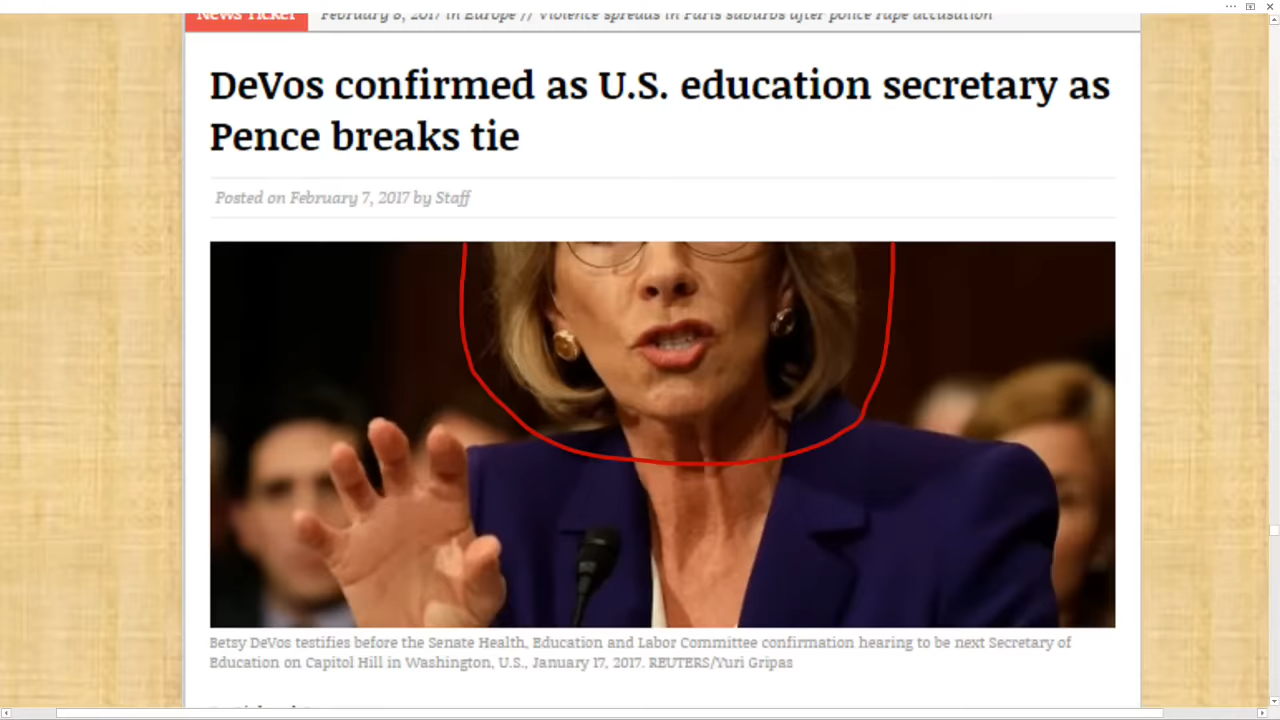 News Ticker
February 8, 2017 in Europe // Violence spreads in Paris suburbs after police rape accusation
DeVos confirmed as U.S. education secretary as
Pence breaks tie
Posted on February 7, 2017 by Staff
Betsy DeVos testifies before the Senate Health, Education and Labor Committee confirmation hearing to be next Secretary of
Education on Capitol Hill in Washington, U.S., January 17, 2017. REUTERS/Yuri Gripas